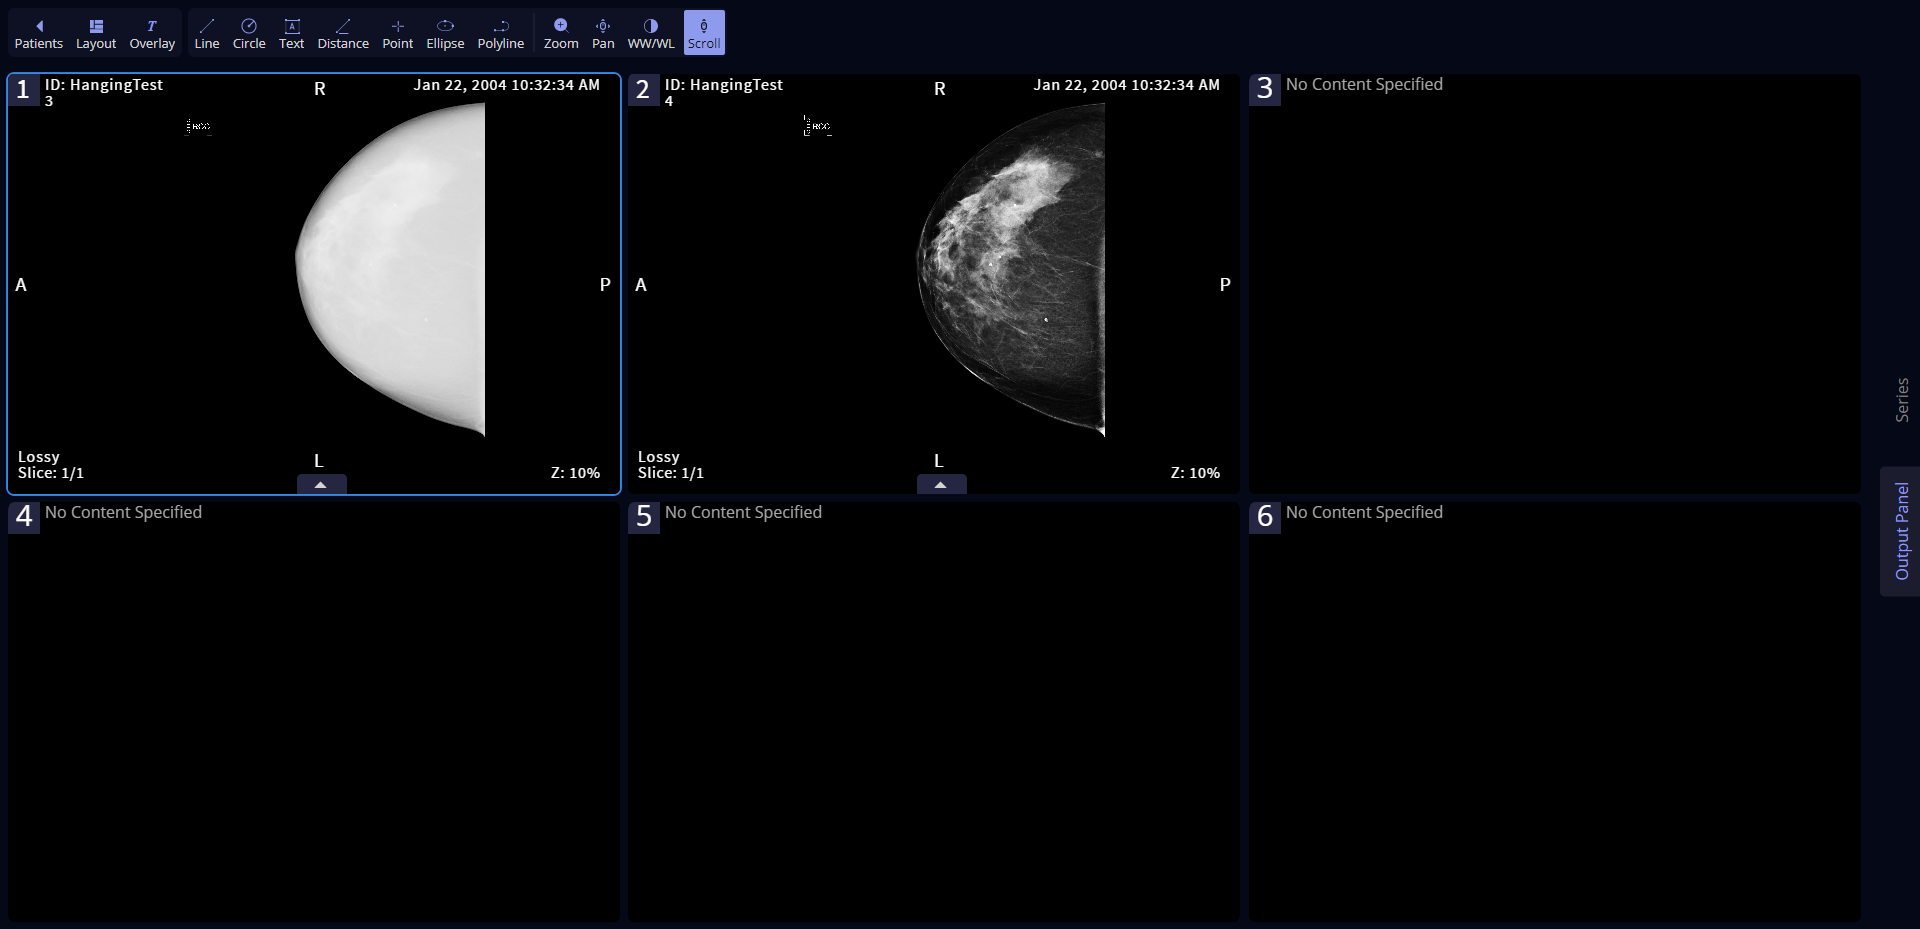 Patients Layout Overlay Line Circle Text Distance Point Ellipse Polyline Zoom Pan WW/WL Scroll
1 ID: HangingTest R Jan 22, 2004 10:32:34 AM
3
RCC
A P
Lossy
Slice: 1/1 L Z: 10%
2 ID: HangingTest R Jan 22, 2004 10:32:34 AM
4
RCC
A P
Lossy
Slice: 1/1 L Z: 10%
3 No Content Specified
4 No Content Specified
5 No Content Specified
6 No Content Specified
Series
Output Panel